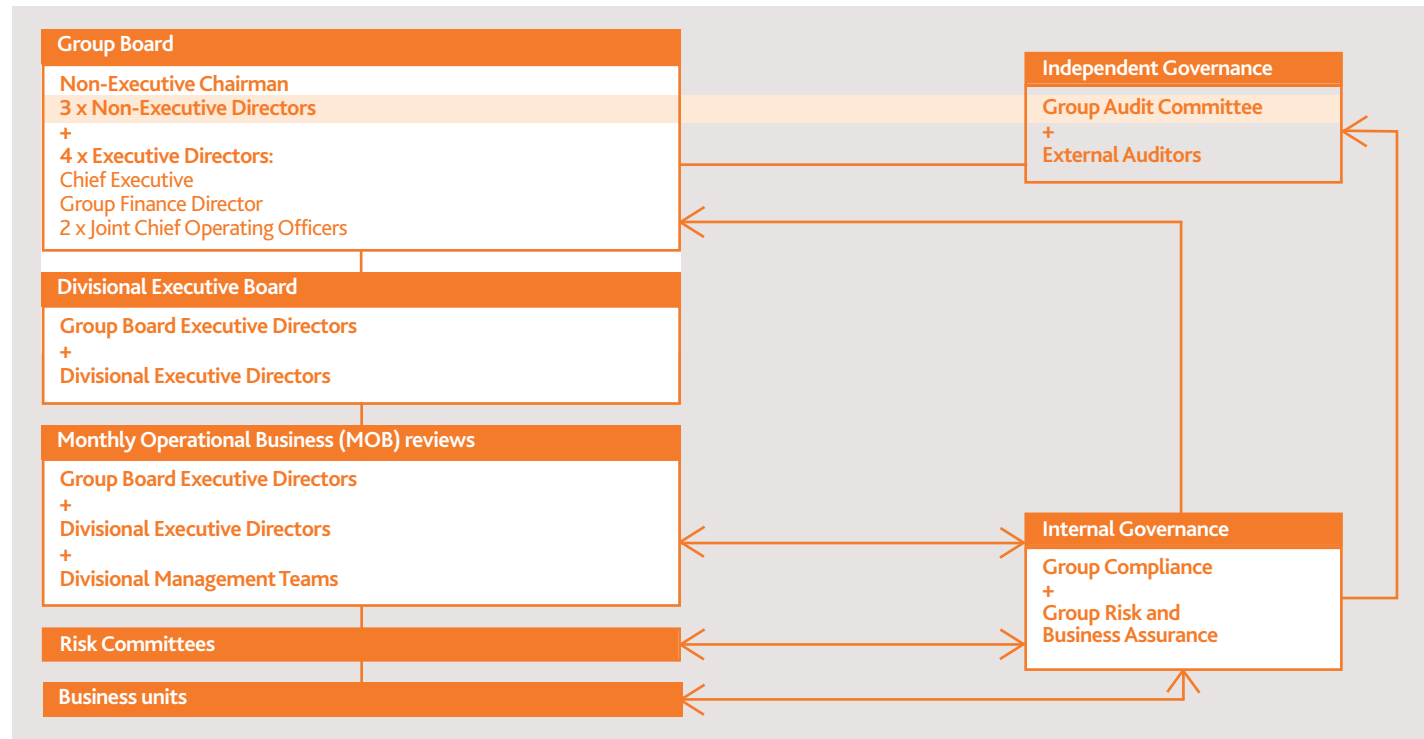 Group Board
Non-Executive Chairman
3 x Non-Executive Directors
+
4 x Executive Directors:
Chief Executive
Group Finance Director
2 x Joint Chief Operating Officers
Independent Governance
Group Audit Committee
+
External Auditors
Divisional Executive Board
Group Board Executive Directors
+
Divisional Executive Directors
Monthly Operational Business (MOB) reviews
Group Board Executive Directors
+
Divisional Executive Directors
+
Divisional Management Teams
Internal Governance
Group Compliance
+
Group Risk and
Business Assurance
Risk Committees
Business units